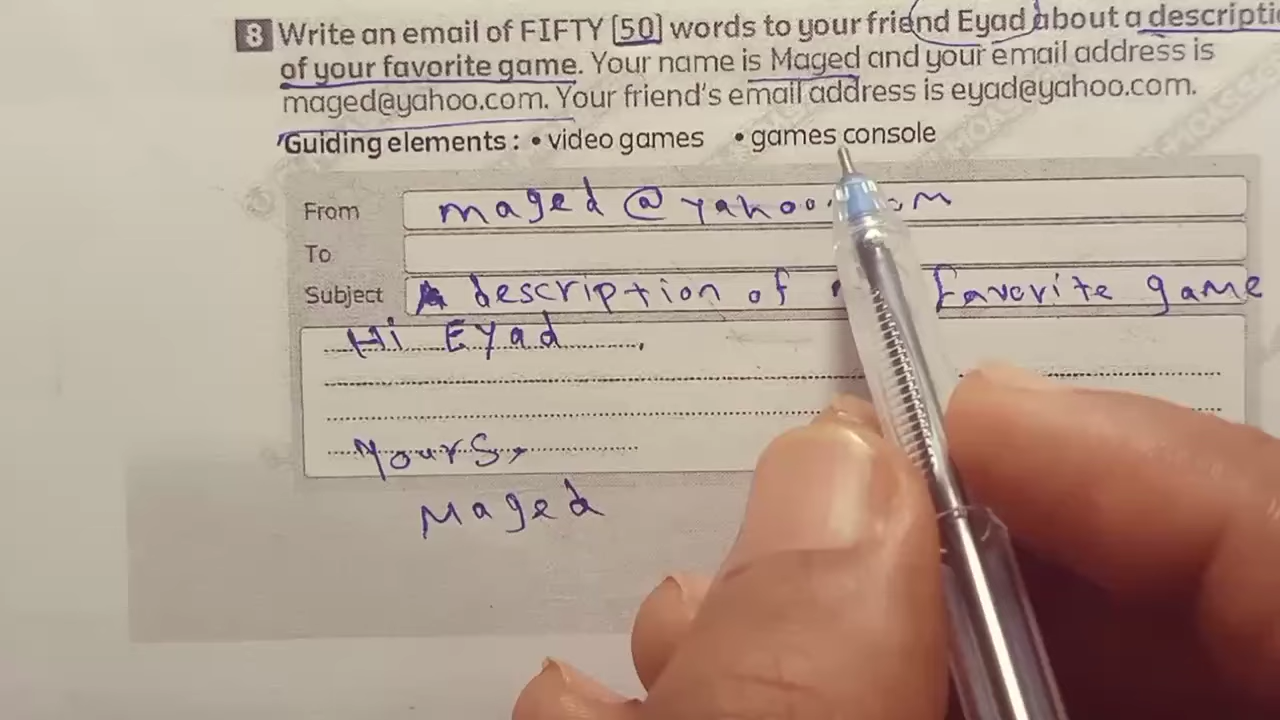 8 Write an email of FIFTY [50] words to your friend Eyad about a descripti
of your favorite game. Your name is Maged and your email address is
maged@yahoo.com. Your friend's email address is eyad@yahoo.com.
Guiding elements : • video games • games console
From maged@yahoo. om
To
Subject A description of Favorite game
Hi Eyad
Yours,
Maged